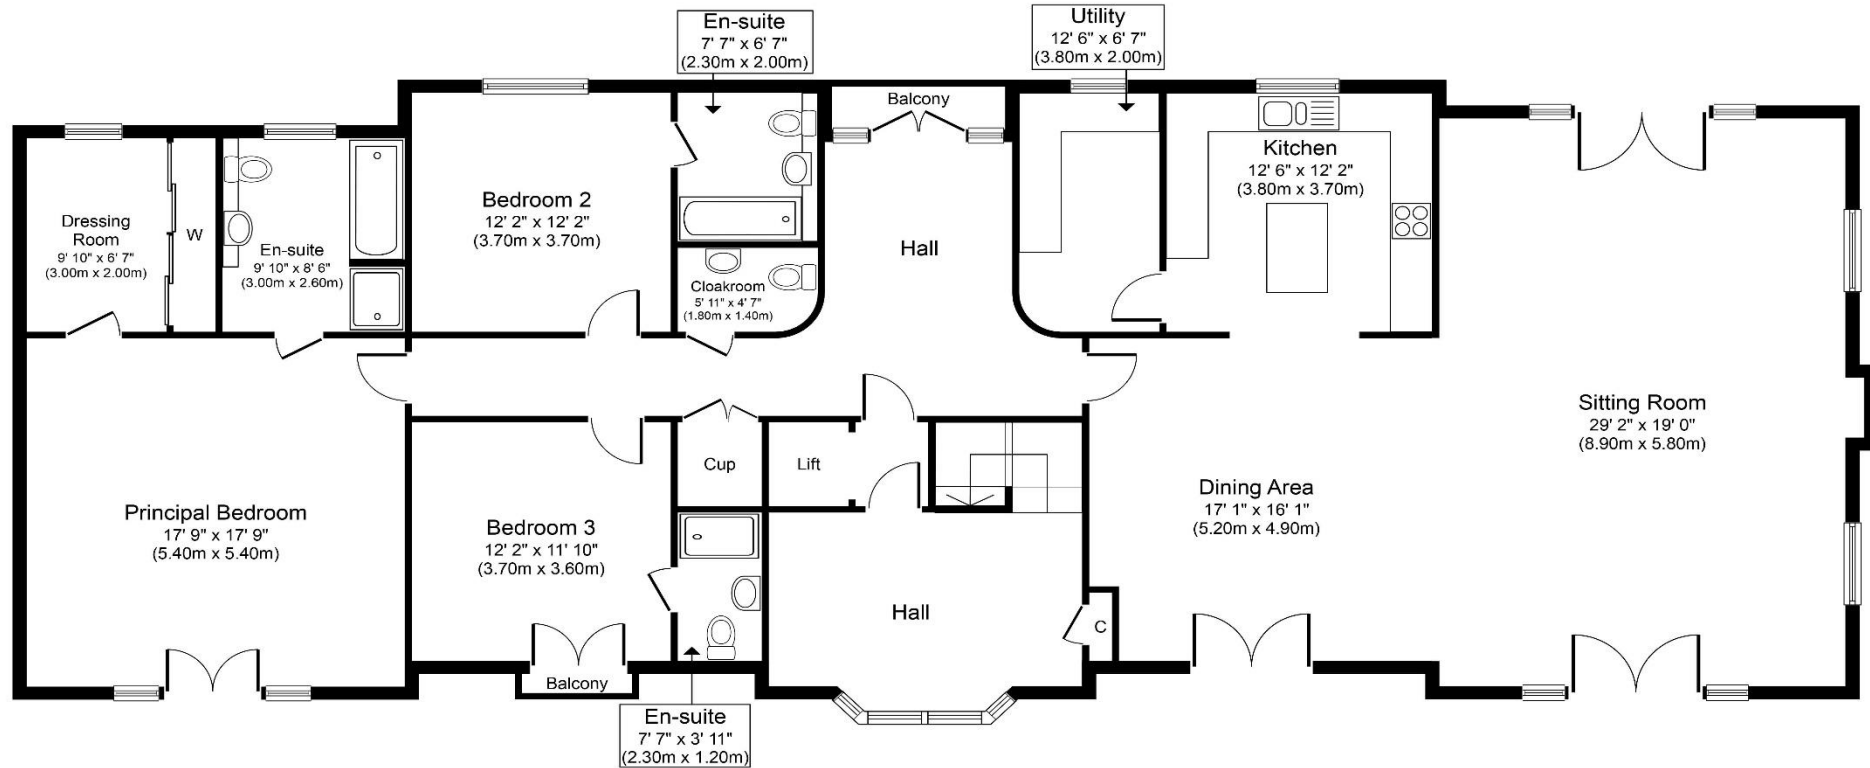 En-suite
7' 7" x 6' 7"
(2.30m x 2.00m)
Utility
12' 6" x 6' 7"
(3.80m x 2.00m)
Balcony
Kitchen
12' 6" x 12' 2"
(3.80m x 3.70m)
Dressing
Room
9' 10" x 6' 7"
(3.00m x 2.00m)
W
En-suite
9' 10" x 8' 6"
(3.00m x 2.60m)
Bedroom 2
12' 2" x 12' 2"
(3.70m x 3.70m)
Hall
Cloakroom
5' 11" x 4' 7"
(1.80m x 1.40m)
Sitting Room
29' 2" x 19' 0"
(8.90m x 5.80m)
Cup
Lift
Dining Area
17' 1" x 16' 1"
(5.20m x 4.90m)
Principal Bedroom
17' 9" x 17' 9"
(5.40m x 5.40m)
Bedroom 3
12' 2" x 11' 10"
(3.70m x 3.60m)
Hall
C
Balcony
En-suite
7' 7" x 3' 11"
(2.30m x 1.20m)